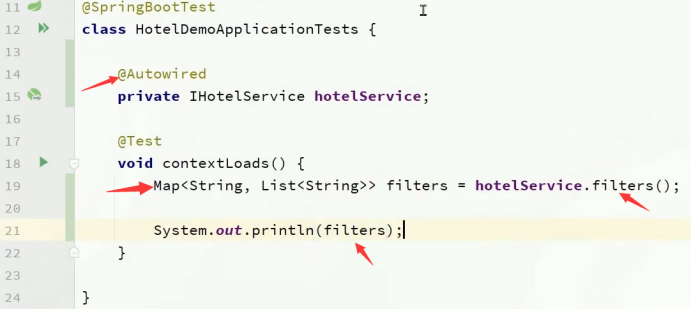 11 @SpringBootTest
12 class HotelDemoApplicationTests {
13
14 @Autowired
15 private IHotelService hotelService;
16
17 @Test
18 void contextLoads() {
19 Map<String, List<String>> filters = hotelService.filters();
20
21 System.out.println(filters);
22 }
23
24 }